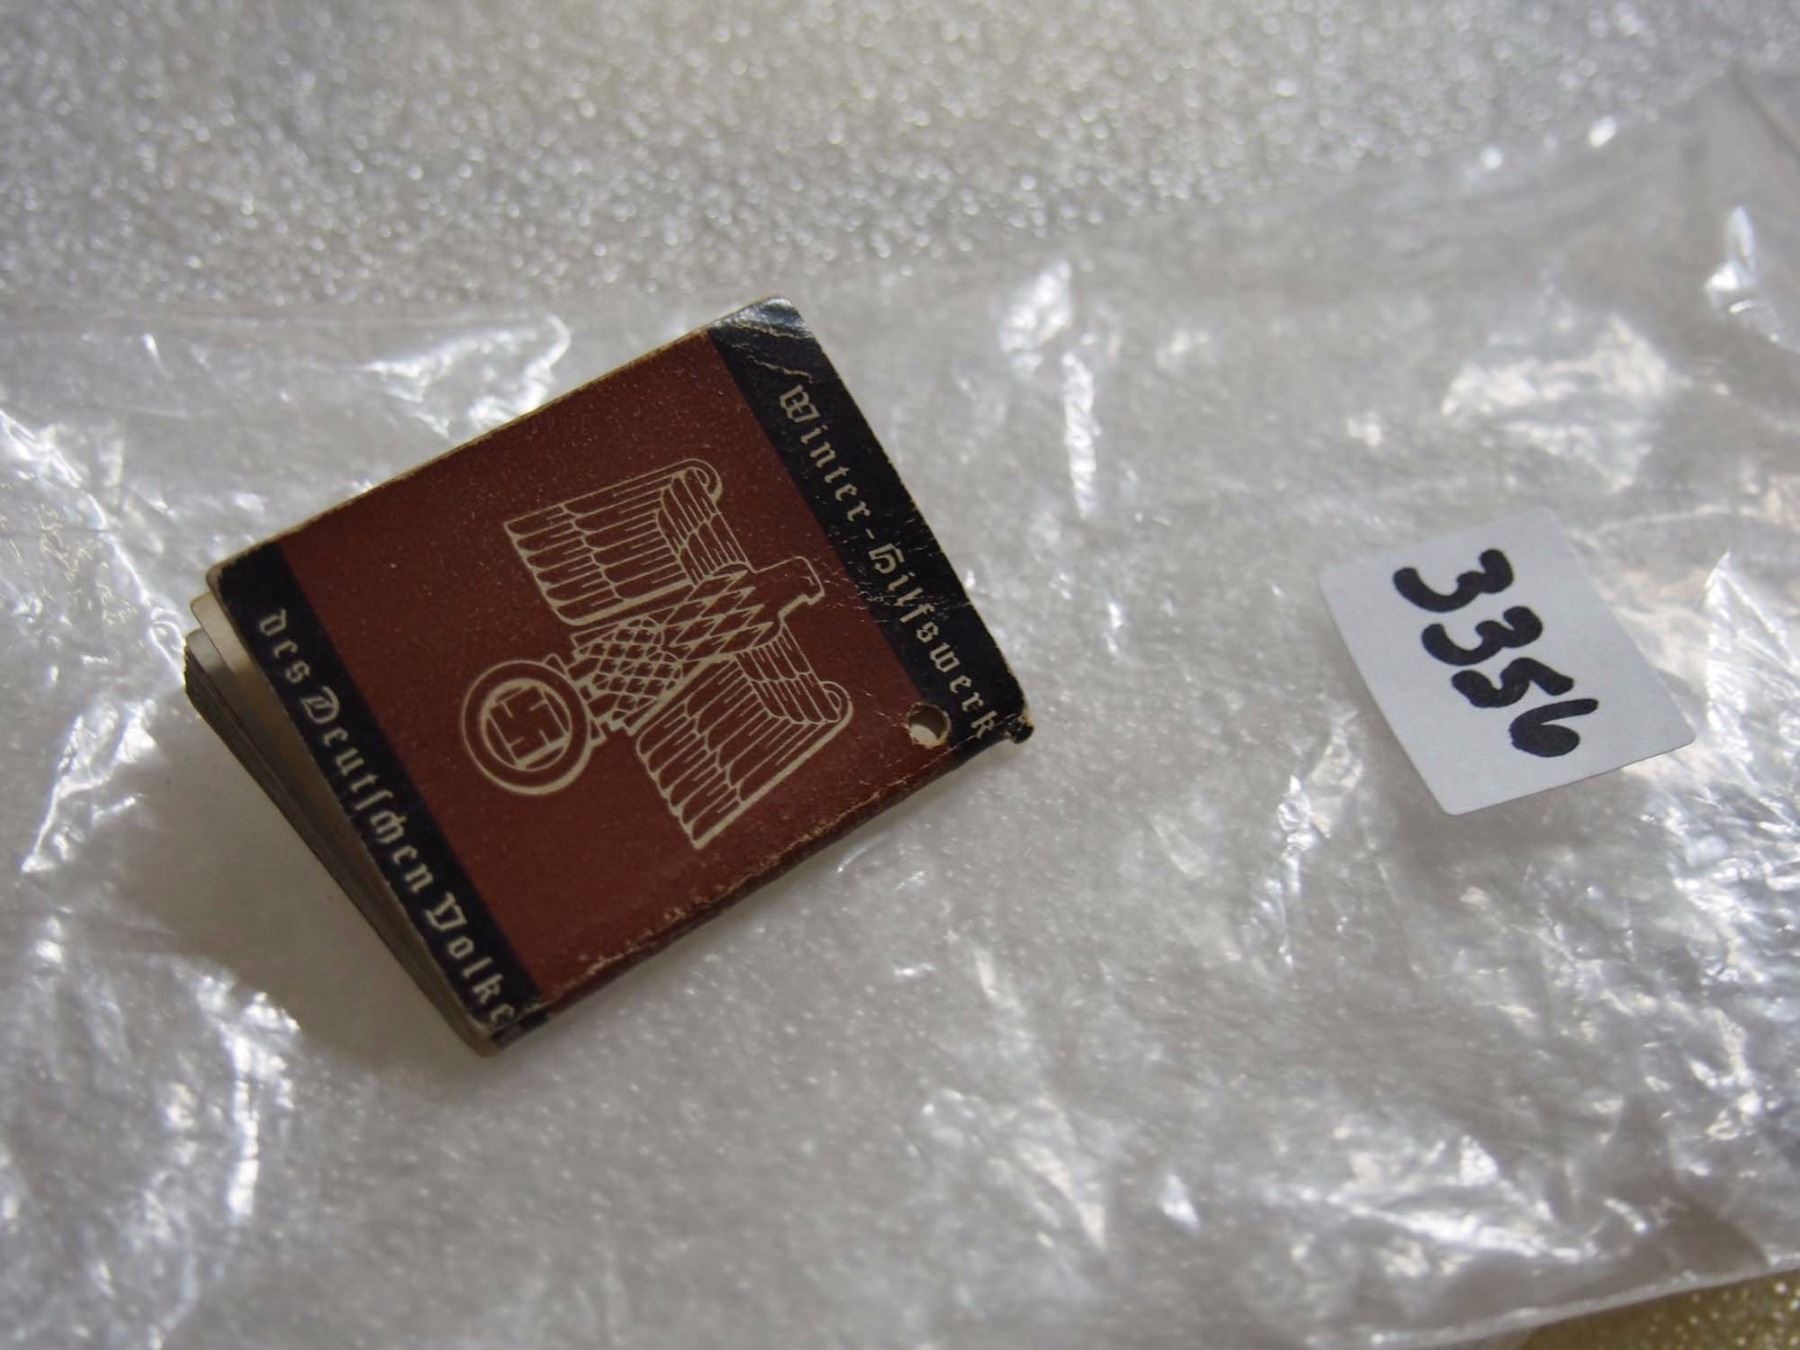 Winter-Hilfswerk
des Deutschen Volkes
3356